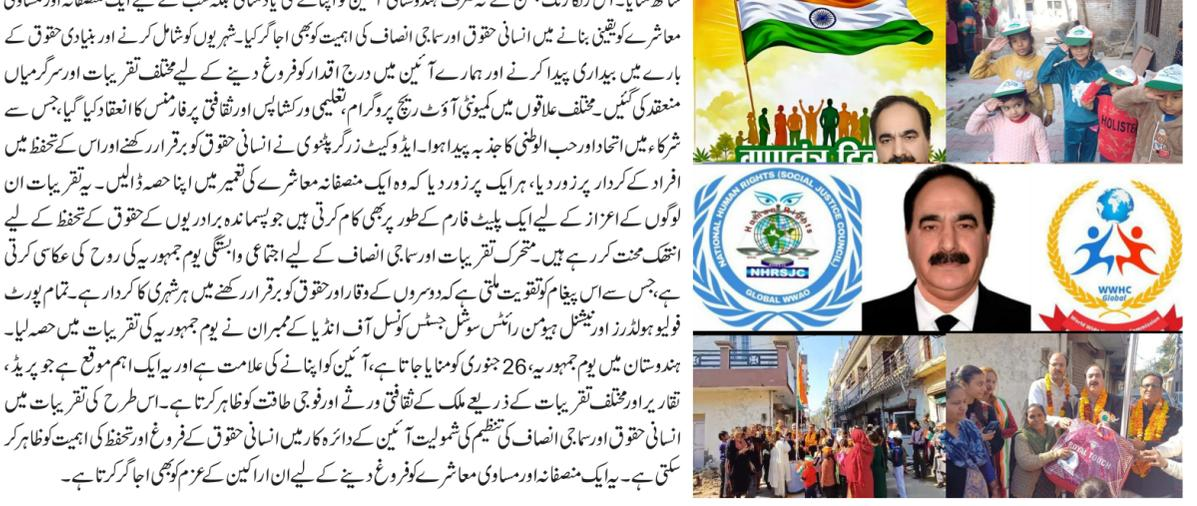 معاشرے کو یقینی بنانے میں انسانی حقوق اور سماجی انصاف کی اہمیت کو بھی اجاگر کیا۔ شہریوں کو شامل کرنے اور بنیادی حقوق کے
بارے میں بیداری پیدا کرنے اور ہمارے آئین میں درج اقدار کو فروغ دینے کے لیے مختلف تقریبات اور سرگرمیاں
منعقد کی گئیں۔ مختلف علاقوں میں کمیونٹی آؤٹ ریچ پروگرام، تعلیمی ورکشاپس اور ثقافتی پرفارمنس کا انعقاد کیا گیا، جس سے
شرکاء میں اتحاد اور حب الوطنی کا جذبہ پیدا ہوا۔ ایڈوکیٹ زرگر پٹنوی نے انسانی حقوق کو برقرار رکھنے اور اس کے تحفظ میں
افراد کے کردار پر زور دیا، ہر ایک پر زور دیا کہ وہ ایک منصفانہ معاشرے کی تعمیر میں اپنا حصہ ڈالیں۔ یہ تقریبات ان
لوگوں کے اعزاز کے لیے ایک پلیٹ فارم کے طور پر بھی کام کرتی ہیں جو پسماندہ برادریوں کے حقوق کے تحفظ کے لیے
انتھک محنت کر رہے ہیں۔ متحرک تقریبات اور سماجی انصاف کے لیے اجتماعی وابستگی یوم جمہوریہ کی روح کی عکاسی کرتی
ہے، جس سے اس پیغام کو تقویت ملتی ہے کہ دوسروں کے وقار اور حقوق کو برقرار رکھنے میں ہر شہری کا کردار ہے۔ تمام پورٹ
فولیو ہولڈرز اور نیشنل ہیومن رائٹس سوشل جسٹس کونسل آف انڈیا کے ممبران نے یوم جمہوریہ کی تقریبات میں حصہ لیا۔
ہندوستان میں یوم جمہوریہ، 26 جنوری کو منایا جاتا ہے، آئین کو اپنانے کی علامت ہے اور یہ ایک اہم موقع ہے جو پریڈ،
تقاریر اور مختلف تقریبات کے ذریعے ملک کے ثقافتی ورثے اور فوجی طاقت کو ظاہر کرتا ہے۔ اس طرح کی تقریبات میں
انسانی حقوق اور سماجی انصاف کی تنظیم کی شمولیت آئین کے دائرہ کار میں انسانی حقوق کے فروغ اور تحفظ کی اہمیت کو ظاہر کر
سکتی ہے۔ یہ ایک منصفانہ اور مساوی معاشرے کو فروغ دینے کے لیے ان اراکین کے عزم کو بھی اجاگر کرتا ہے۔
HOLISTE
NATIONAL HUMAN RIGHTS (SOCIAL JUSTICE COUNCIL)
Human Rights
NHRSJC
GLOBAL WWAO
WWHC
Global
ROYAL TOUCH